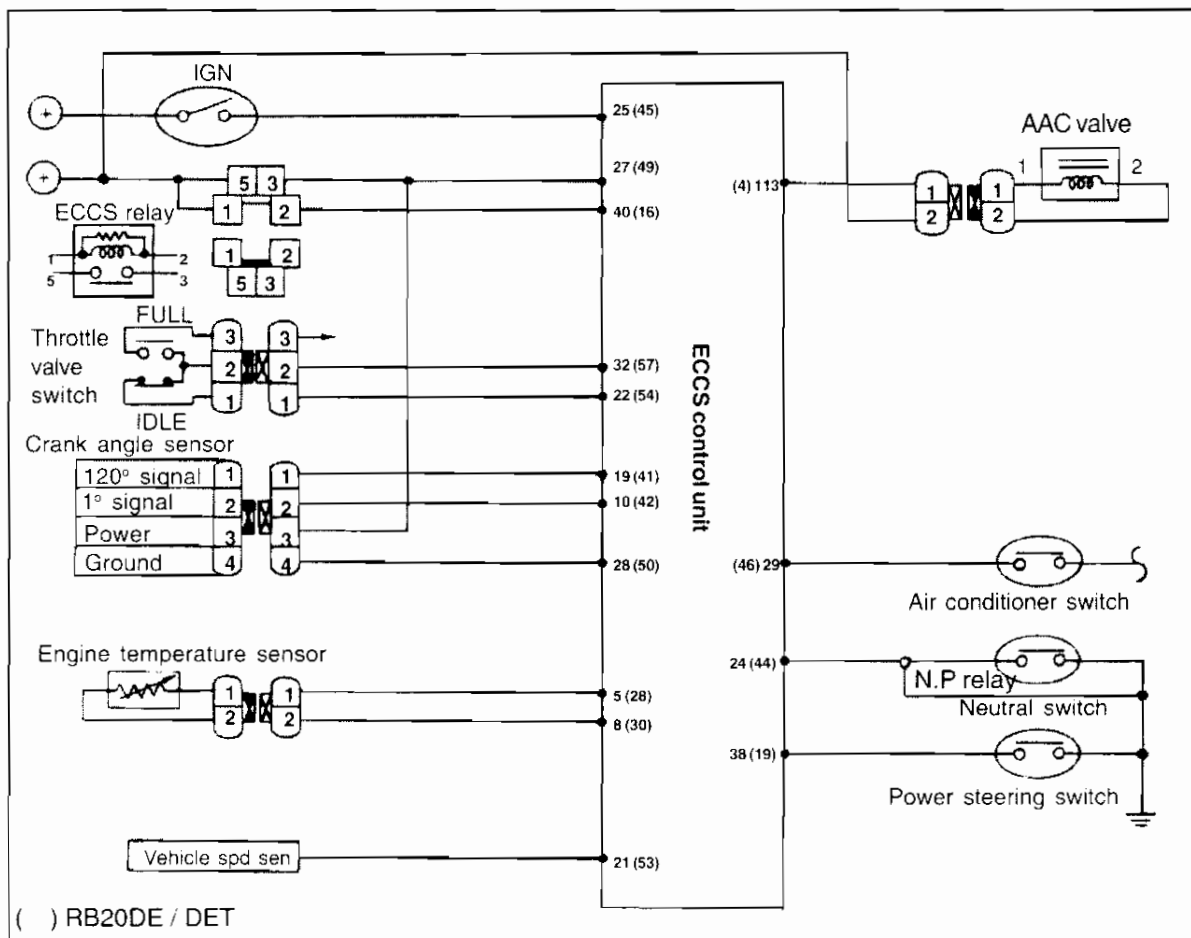 IGN
25 (45)
AAC valve
1
2
27 (49)
5
3
(4) 113
1
2
40 (16)
1
1
2
2
ECCS relay
1
2
5
3
1
2
5
3
FULL
Throttle
valve
switch
IDLE
3
3
2
2
32 (57)
1
1
22 (54)
ECCS control unit
Crank angle sensor
120° signal
1
1
19 (41)
1° signal
2
2
10 (42)
Power
3
3
Ground
4
4
28 (50)
(46) 29
Air conditioner switch
Engine temperature sensor
1
1
5 (28)
2
2
8 (30)
24 (44)
N.P relay
Neutral switch
38 (19)
Power steering switch
Vehicle spd sen
21 (53)
( ) RB20DE / DET